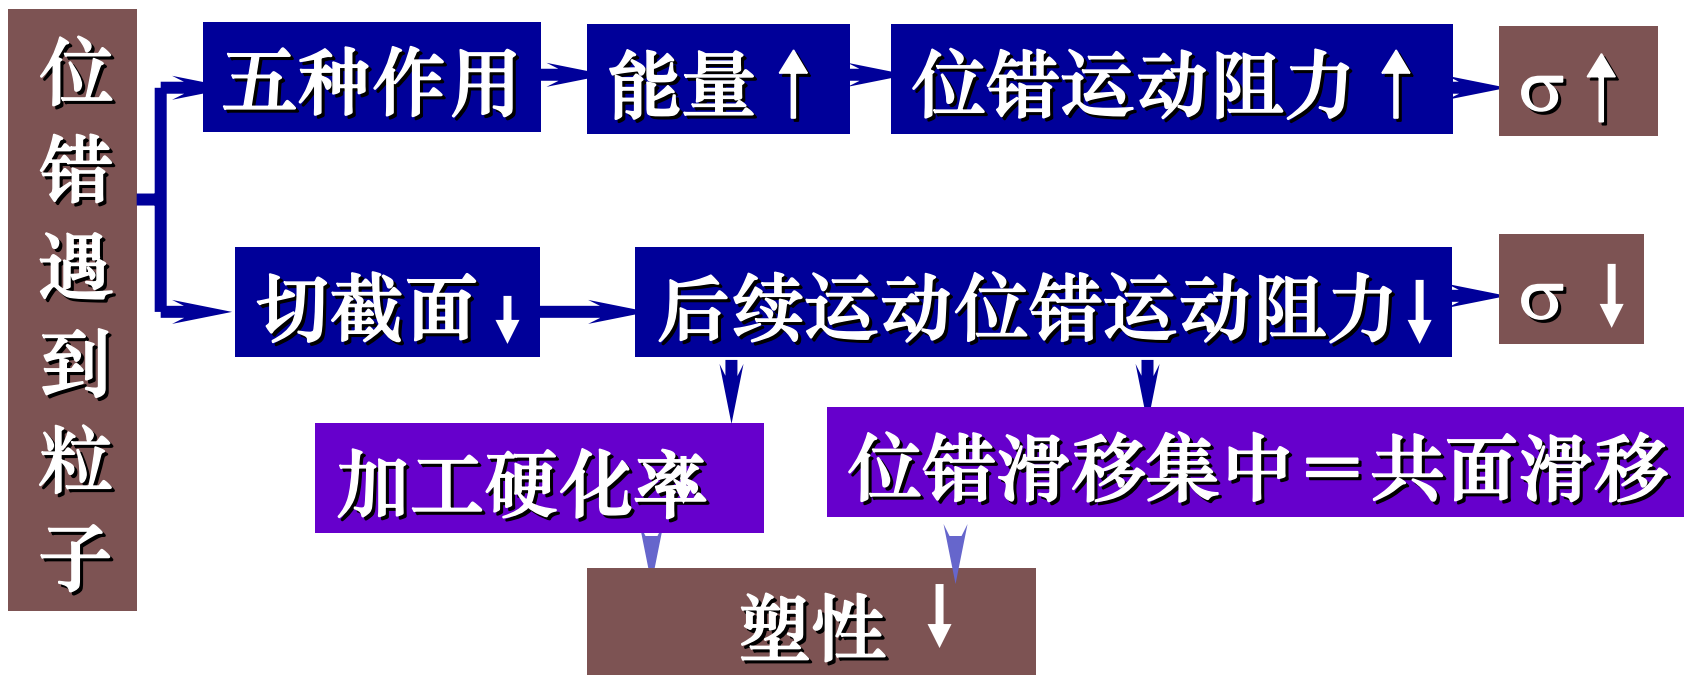 位错遇到粒子
五种作用
能量↑
位错运动阻力↑
σ↑
切截面↓
后续运动位错运动阻力↓
σ↓
加工硬化率
位错滑移集中＝共面滑移
塑性↓